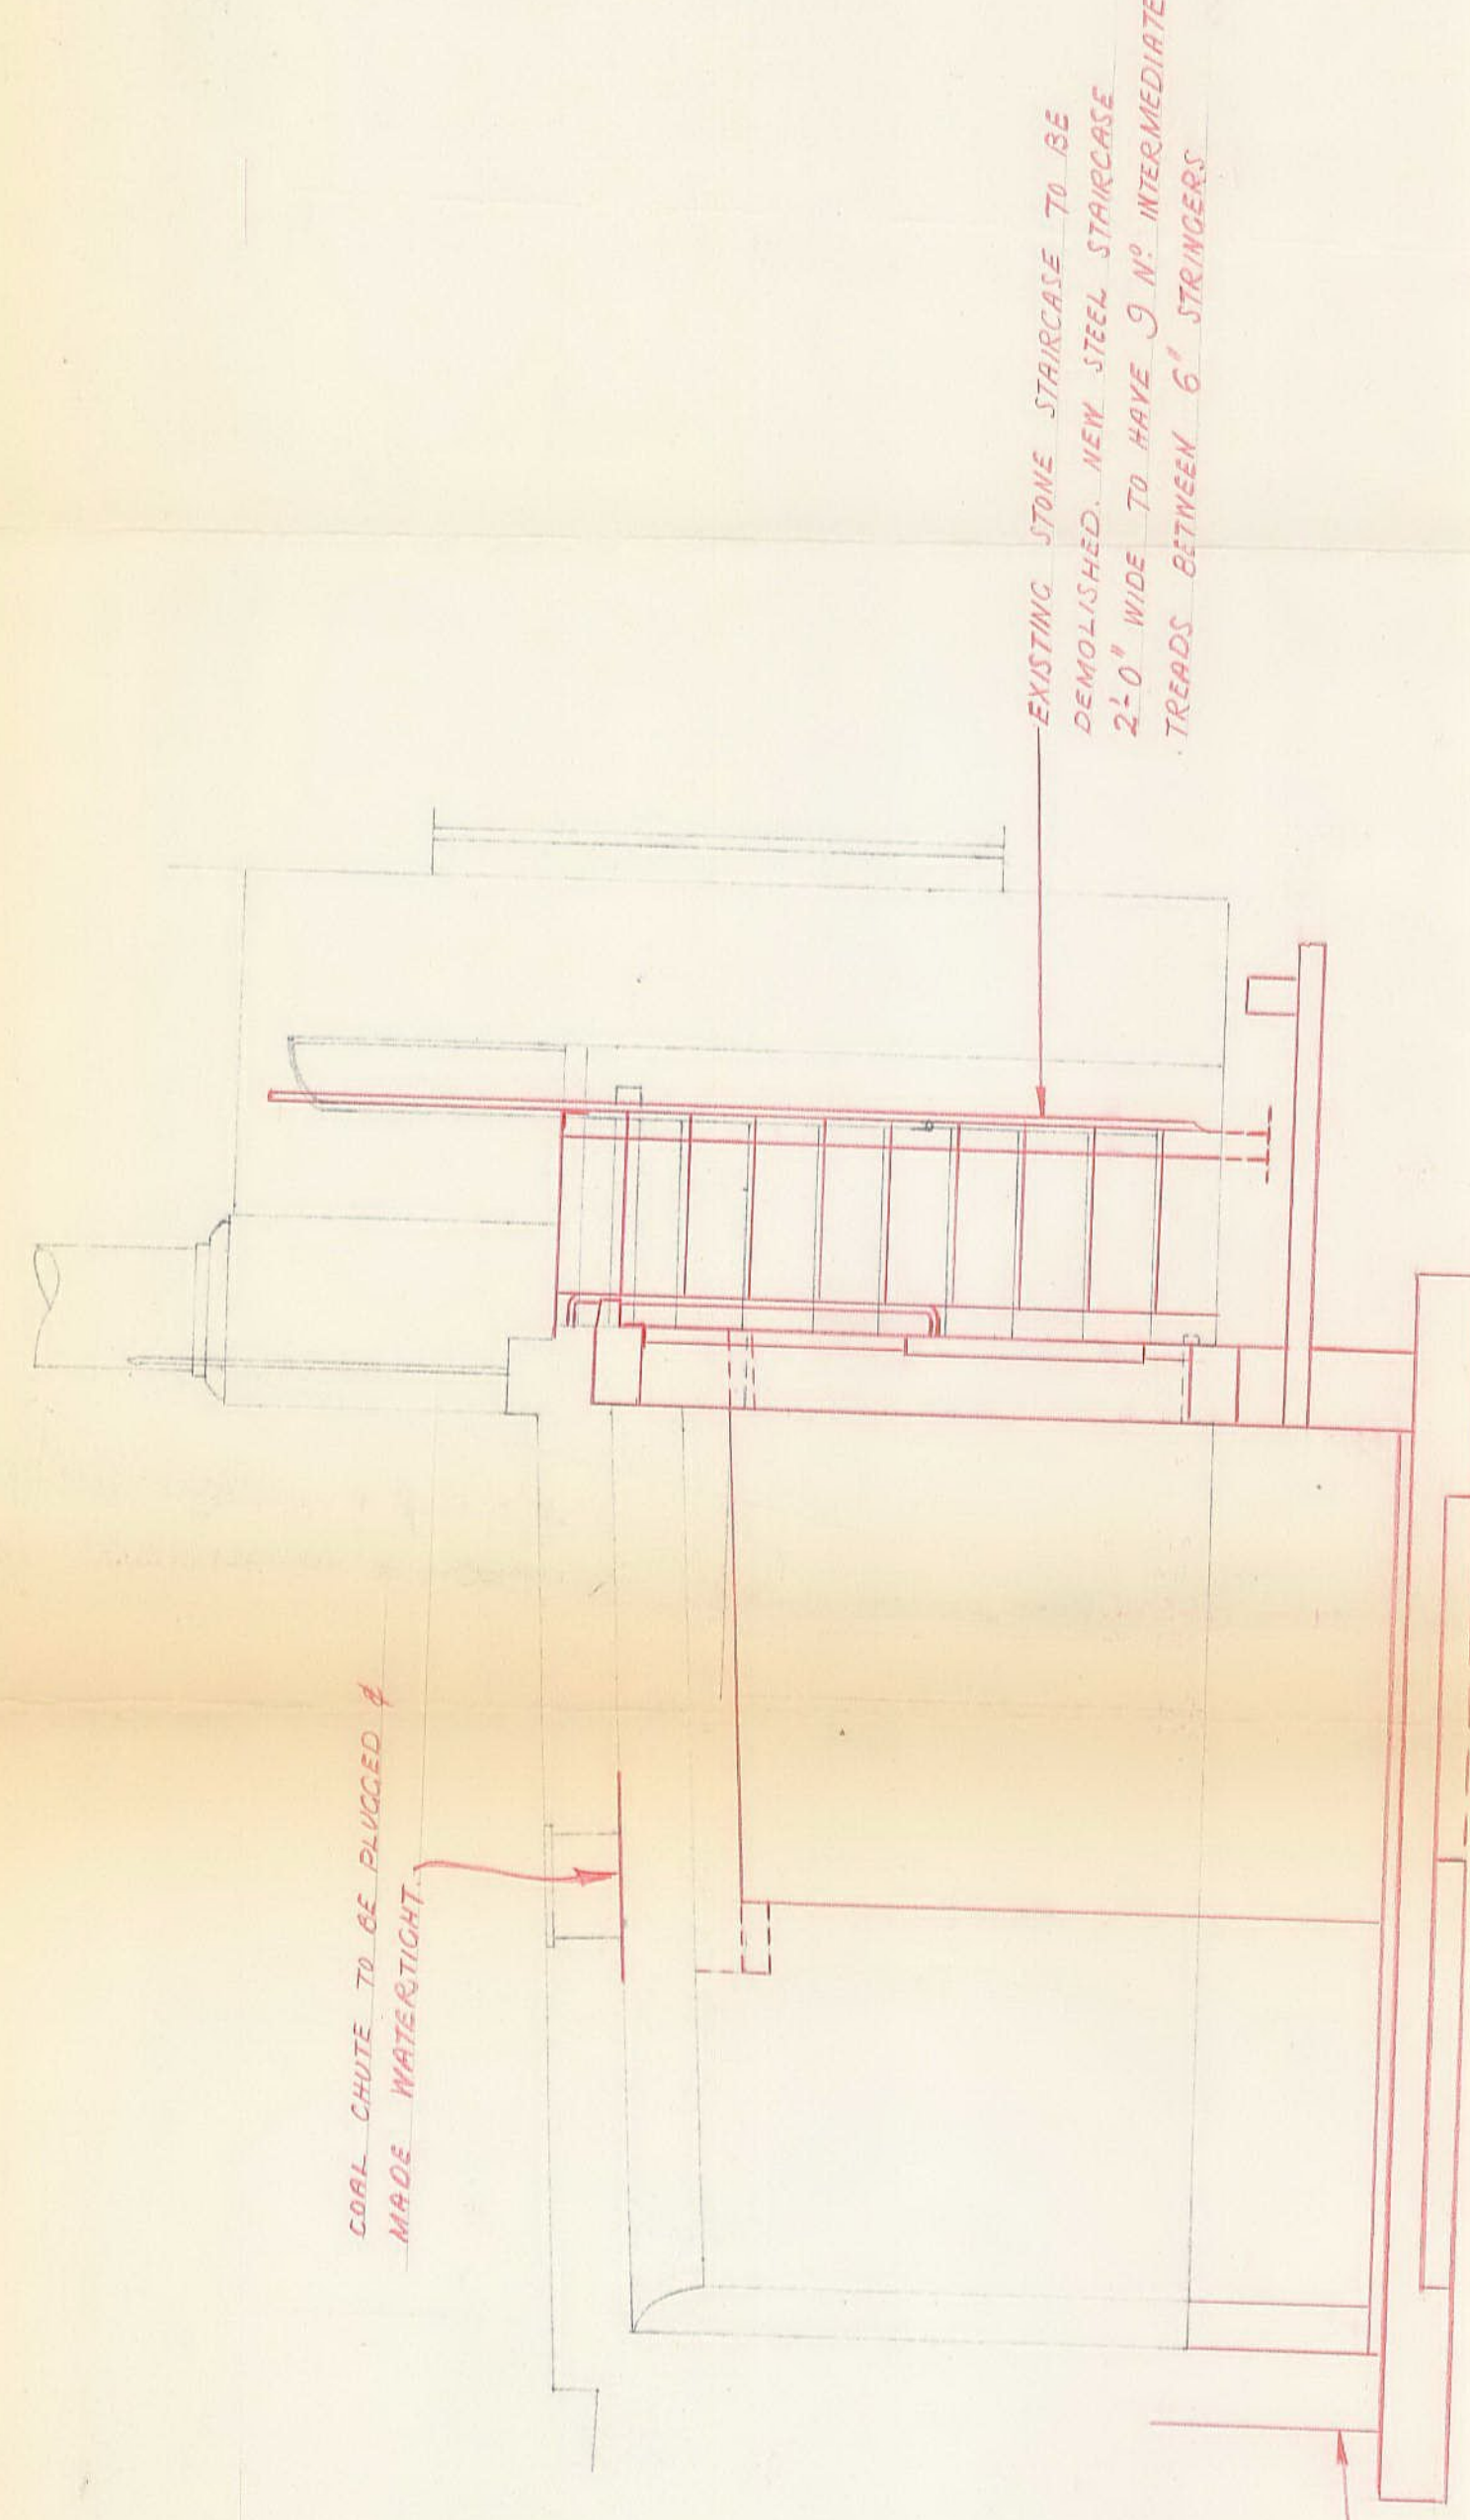 COAL CHUTE TO BE PLUGGED &
MADE WATERTIGHT.
EXISTING STONE STAIRCASE TO BE
DEMOLISHED. NEW STEEL STAIRCASE
2'-0" WIDE TO HAVE 9 Nº INTERMEDIATE
TREADS BETWEEN 6" STRINGERS